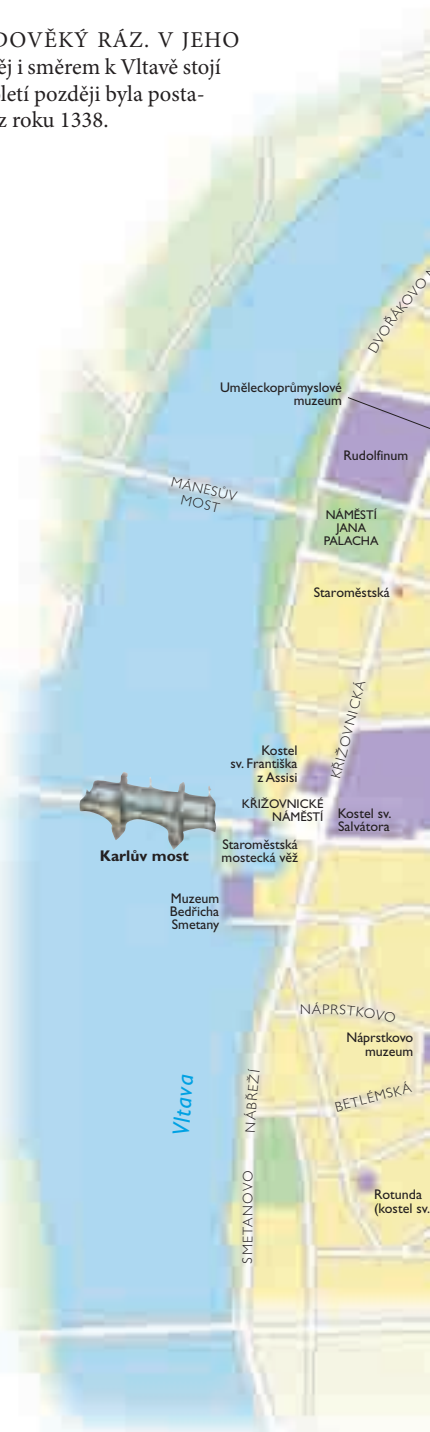 DOVĚKÝ RÁZ. V JEHO
ěj i směrem k Vltavě stojí
oletí později byla posta-
z roku 1338.
DVOŘÁKOVO
Uměleckoprůmyslové
muzeum
Rudolfinum
MÁNESŮV
MOST
NÁMĚSTÍ
JANA
PALACHA
Staroměstská
KŘIŽOVNICKÁ
Kostel
sv. Františka
z Assisi
KŘIŽOVNICKÉ
NÁMĚSTÍ
Kostel sv.
Salvátora
Karlův most
Staroměstská
mostecká věž
Muzeum
Bedřicha
Smetany
NÁPRSTKOVO
Náprstkovo
muzeum
BETLÉMSKÁ
Vltava
SMETANOVO NÁBŘEŽÍ
Rotunda
(kostel sv.